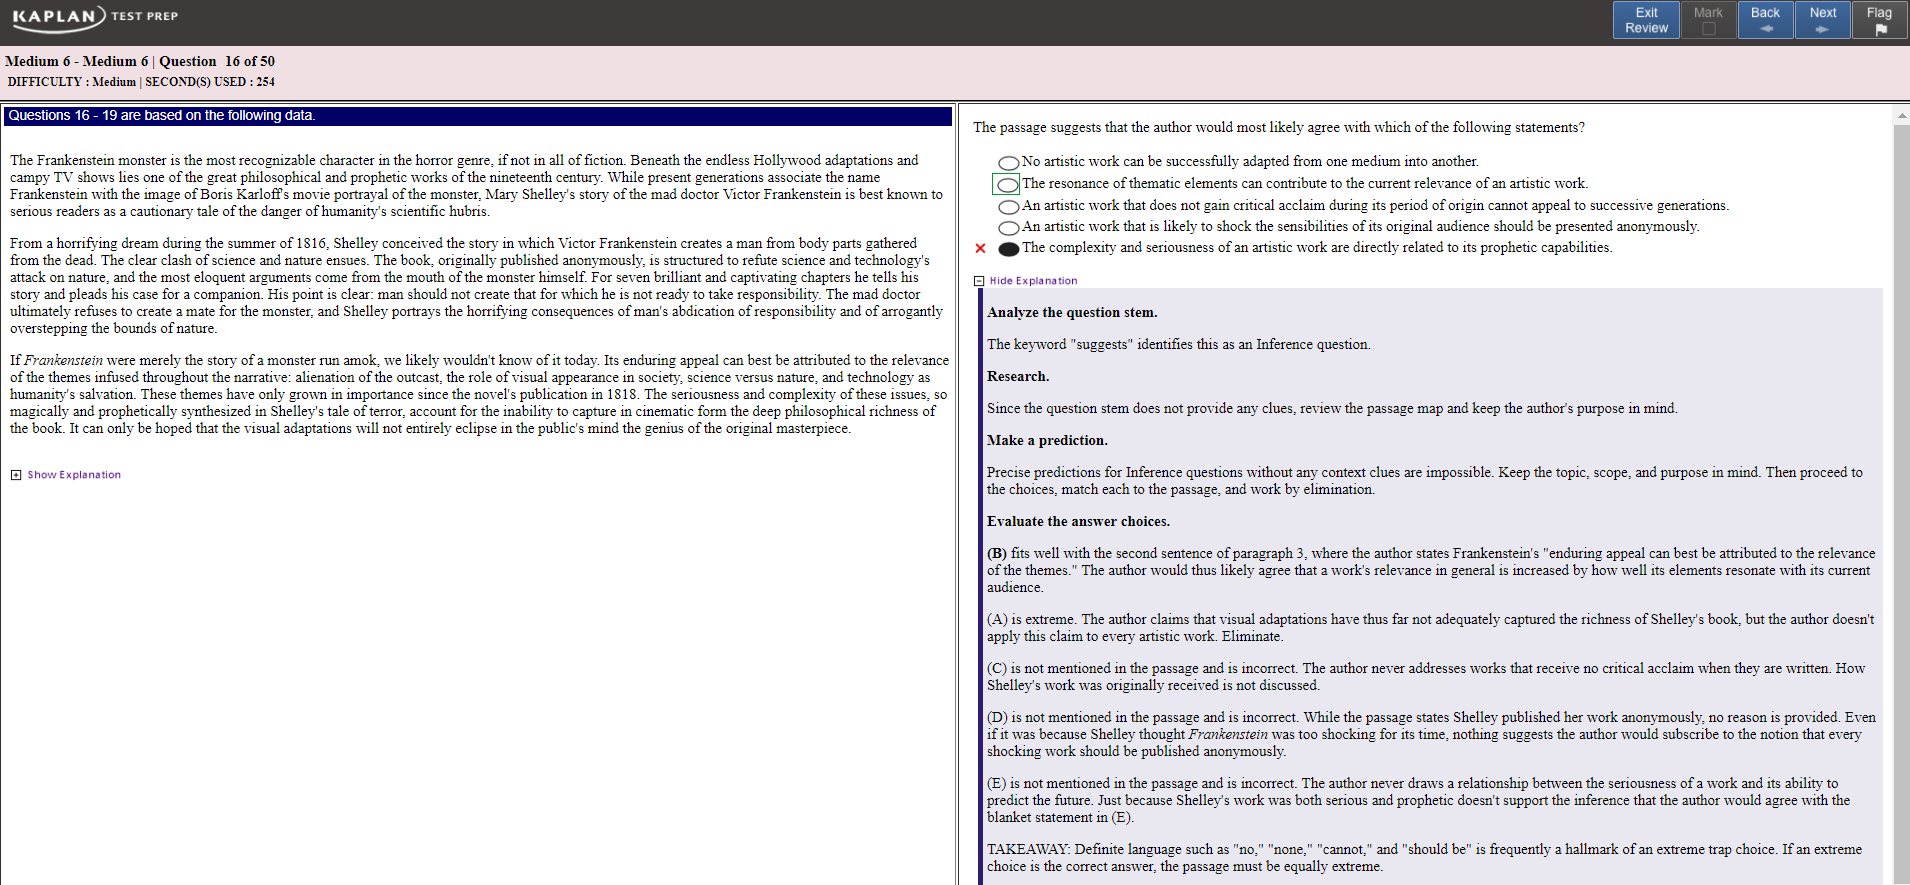 KAPLAN TEST PREP
Exit Review
Mark
Back
Next
Flag
Medium 6 - Medium 6 | Question 16 of 50
DIFFICULTY : Medium | SECOND(S) USED : 254
Questions 16 - 19 are based on the following data.
The Frankenstein monster is the most recognizable character in the horror genre, if not in all of fiction. Beneath the endless Hollywood adaptations and
campy TV shows lies one of the great philosophical and prophetic works of the nineteenth century. While present generations associate the name
Frankenstein with the image of Boris Karloff's movie portrayal of the monster, Mary Shelley's story of the mad doctor Victor Frankenstein is best known to
serious readers as a cautionary tale of the danger of humanity's scientific hubris.
From a horrifying dream during the summer of 1816, Shelley conceived the story in which Victor Frankenstein creates a man from body parts gathered
from the dead. The clear clash of science and nature ensues. The book, originally published anonymously, is structured to refute science and technology's
attack on nature, and the most eloquent arguments come from the mouth of the monster himself. For seven brilliant and captivating chapters he tells his
story and pleads his case for a companion. His point is clear: man should not create that for which he is not ready to take responsibility. The mad doctor
ultimately refuses to create a mate for the monster, and Shelley portrays the horrifying consequences of man's abdication of responsibility and of arrogantly
overstepping the bounds of nature.
If Frankenstein were merely the story of a monster run amok, we likely wouldn't know of it today. Its enduring appeal can best be attributed to the relevance
of the themes infused throughout the narrative: alienation of the outcast, the role of visual appearance in society, science versus nature, and technology as
humanity's salvation. These themes have only grown in importance since the novel's publication in 1818. The seriousness and complexity of these issues, so
magically and prophetically synthesized in Shelley's tale of terror, account for the inability to capture in cinematic form the deep philosophical richness of
the book. It can only be hoped that the visual adaptations will not entirely eclipse in the public's mind the genius of the original masterpiece.
Show Explanation
The passage suggests that the author would most likely agree with which of the following statements?
No artistic work can be successfully adapted from one medium into another.
The resonance of thematic elements can contribute to the current relevance of an artistic work.
An artistic work that does not gain critical acclaim during its period of origin cannot appeal to successive generations.
An artistic work that is likely to shock the sensibilities of its original audience should be presented anonymously.
The complexity and seriousness of an artistic work are directly related to its prophetic capabilities.
Hide Explanation
Analyze the question stem.
The keyword "suggests" identifies this as an Inference question.
Research.
Since the question stem does not provide any clues, review the passage map and keep the author's purpose in mind.
Make a prediction.
Precise predictions for Inference questions without any context clues are impossible. Keep the topic, scope, and purpose in mind. Then proceed to
the choices, match each to the passage, and work by elimination.
Evaluate the answer choices.
(B) fits well with the second sentence of paragraph 3, where the author states Frankenstein's "enduring appeal can best be attributed to the relevance
of the themes." The author would thus likely agree that a work's relevance in general is increased by how well its elements resonate with its current
audience.
(A) is extreme. The author claims that visual adaptations have thus far not adequately captured the richness of Shelley's book, but the author doesn't
apply this claim to every artistic work. Eliminate.
(C) is not mentioned in the passage and is incorrect. The author never addresses works that receive no critical acclaim when they are written. How
Shelley's work was originally received is not discussed.
(D) is not mentioned in the passage and is incorrect. While the passage states Shelley published her work anonymously, no reason is provided. Even
if it was because Shelley thought Frankenstein was too shocking for its time, nothing suggests the author would subscribe to the notion that every
shocking work should be published anonymously.
(E) is not mentioned in the passage and is incorrect. The author never draws a relationship between the seriousness of a work and its ability to
predict the future. Just because Shelley's work was both serious and prophetic doesn't support the inference that the author would agree with the
blanket statement in (E).
TAKEAWAY: Definite language such as "no," "none," "cannot," and "should be" is frequently a hallmark of an extreme trap choice. If an extreme
choice is the correct answer, the passage must be equally extreme.